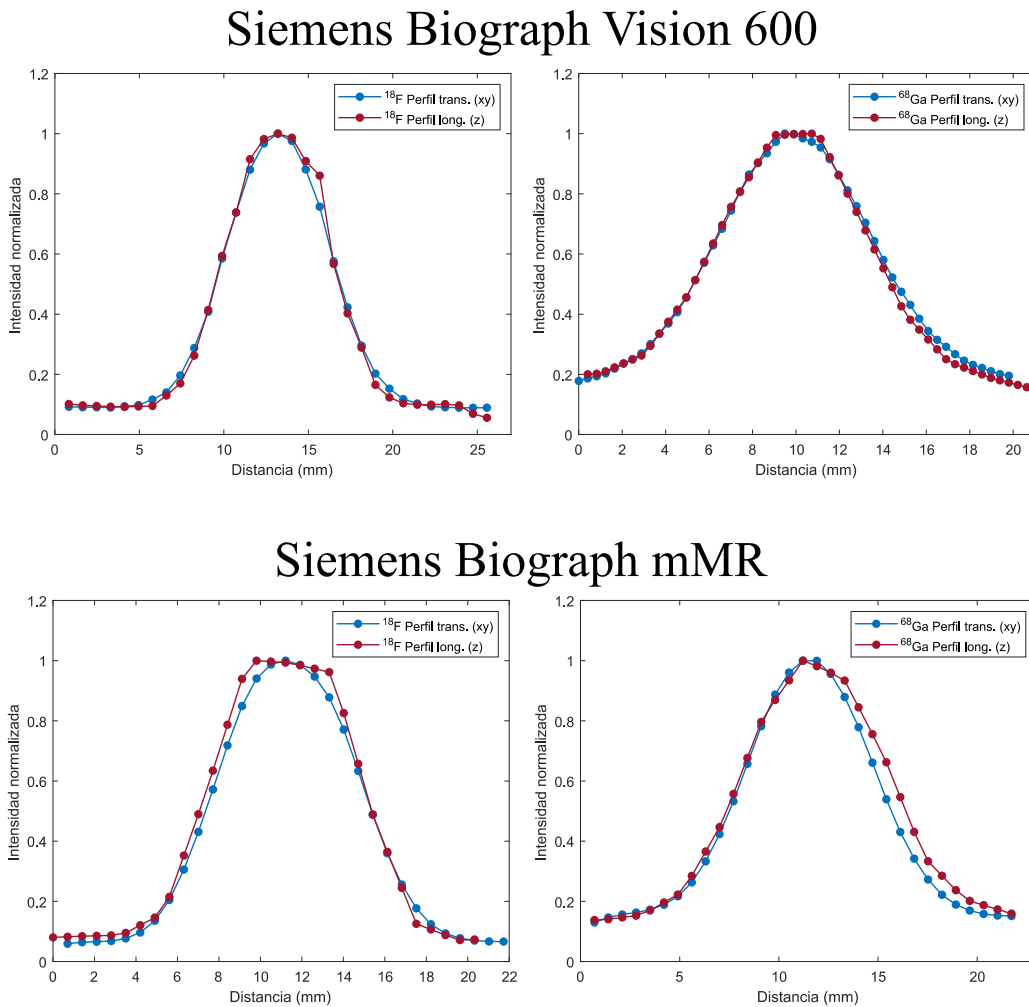 Siemens Biograph Vision 600
1.2
1
0.8
0.6
0.4
0.2
0
0 5 10 15 20 25
Intensidad normalizada
Distancia (mm)
18F Perfil trans. (xy)
18F Perfil long. (z)
1.2
1
0.8
0.6
0.4
0.2
0
0 2 4 6 8 10 12 14 16 18 20
Intensidad normalizada
Distancia (mm)
68Ga Perfil trans. (xy)
68Ga Perfil long. (z)
Siemens Biograph mMR
1.2
1
0.8
0.6
0.4
0.2
0
0 2 4 6 8 10 12 14 16 18 20 22
Intensidad normalizada
Distancia (mm)
18F Perfil trans. (xy)
18F Perfil long. (z)
1.2
1
0.8
0.6
0.4
0.2
0
0 5 10 15 20
Intensidad normalizada
Distancia (mm)
68Ga Perfil trans. (xy)
68Ga Perfil long. (z)